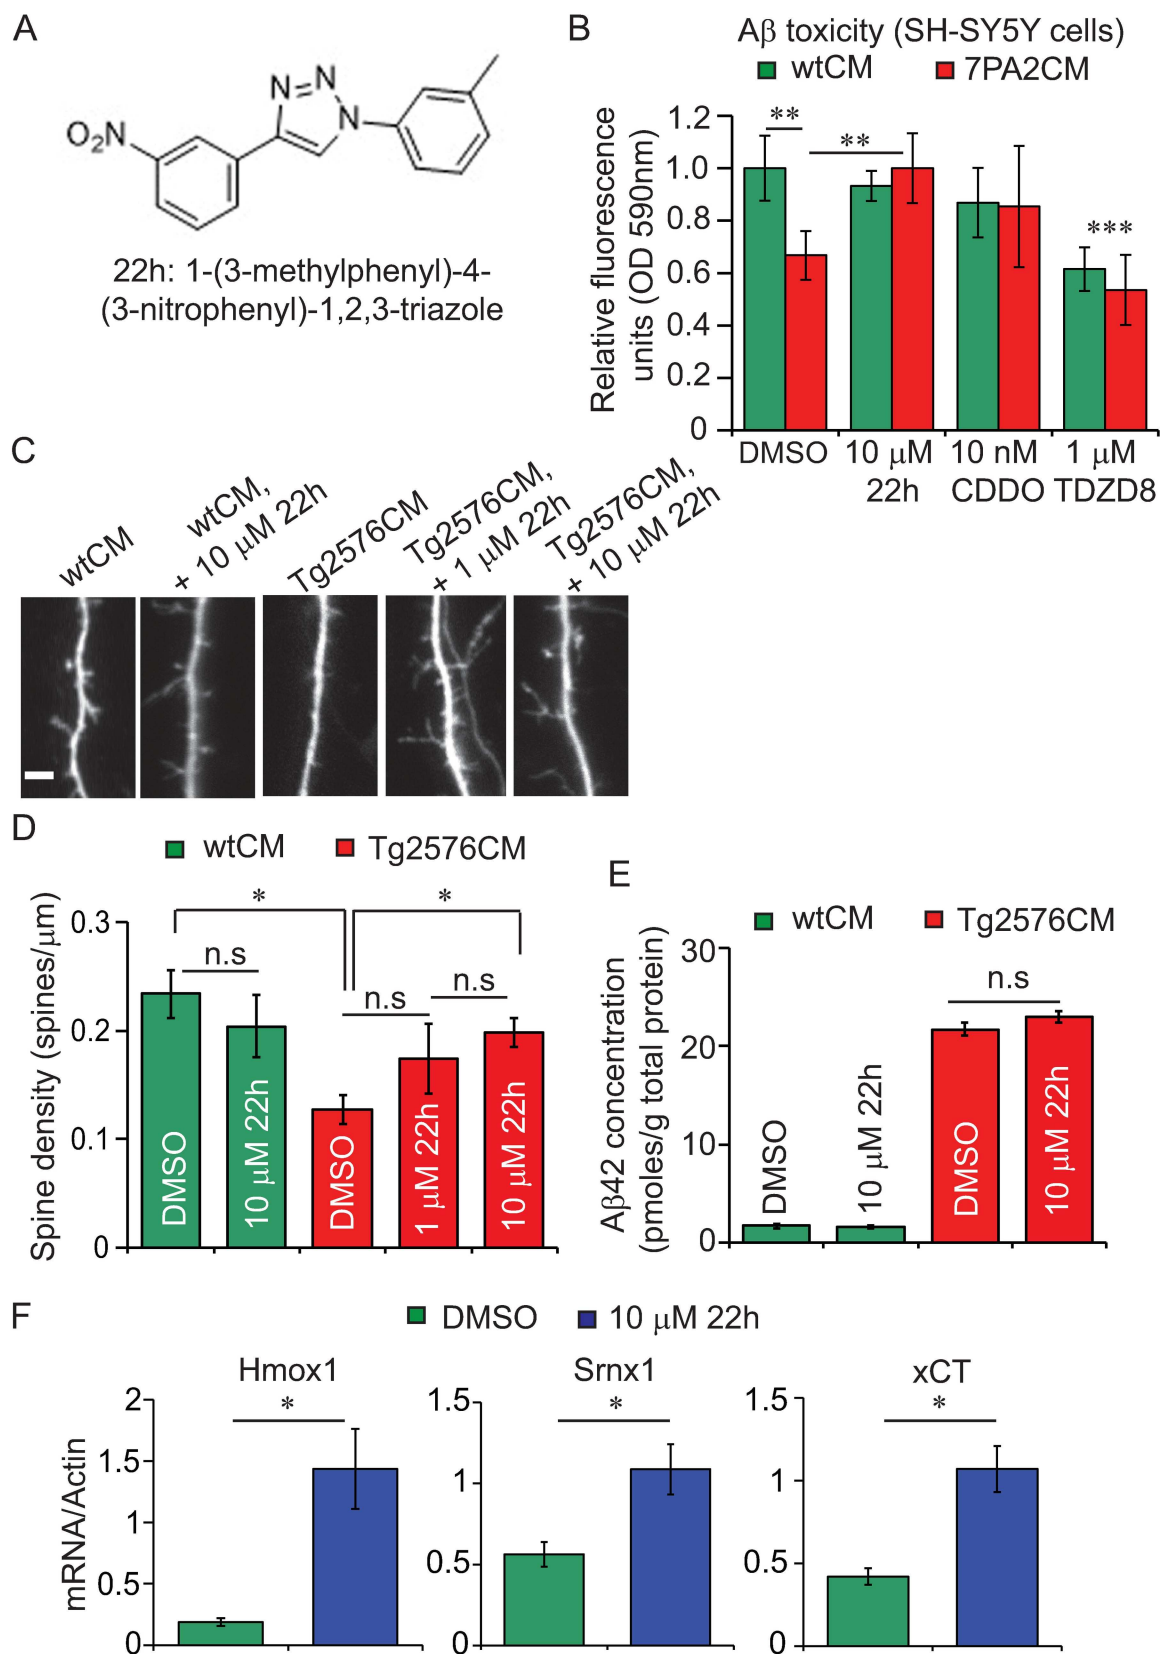 A
O₂N
N=N
N
22h: 1-(3-methylphenyl)-4-
(3-nitrophenyl)-1,2,3-triazole
B
Aβ toxicity (SH-SY5Y cells)
wtCM 7PA2CM
Relative fluorescence
units (OD 590nm)
1.2
1.0
0.8
0.6
0.4
0.2
0
**
**
***
DMSO
10 μM
22h
10 nM
CDDO
1 μM
TDZD8
C
wtCM
wtCM,
+ 10 μM 22h
Tg2576CM
Tg2576CM,
+ 1 μM 22h
Tg2576CM,
+ 10 μM 22h
D
wtCM Tg2576CM
Spine density (spines/μm)
0.3
0.2
0.1
0
*
*
n.s
n.s
n.s
DMSO
10 μM 22h
DMSO
1 μM 22h
10 μM 22h
E
wtCM Tg2576CM
Aβ42 concentration
(pmoles/g total protein)
30
20
10
0
n.s
DMSO
10 μM 22h
DMSO
10 μM 22h
F
DMSO 10 μM 22h
mRNA/Actin
Hmox1
2
1.5
1
0.5
0
*
Srnx1
1.5
1
0.5
0
*
xCT
1.5
1
0.5
0
*